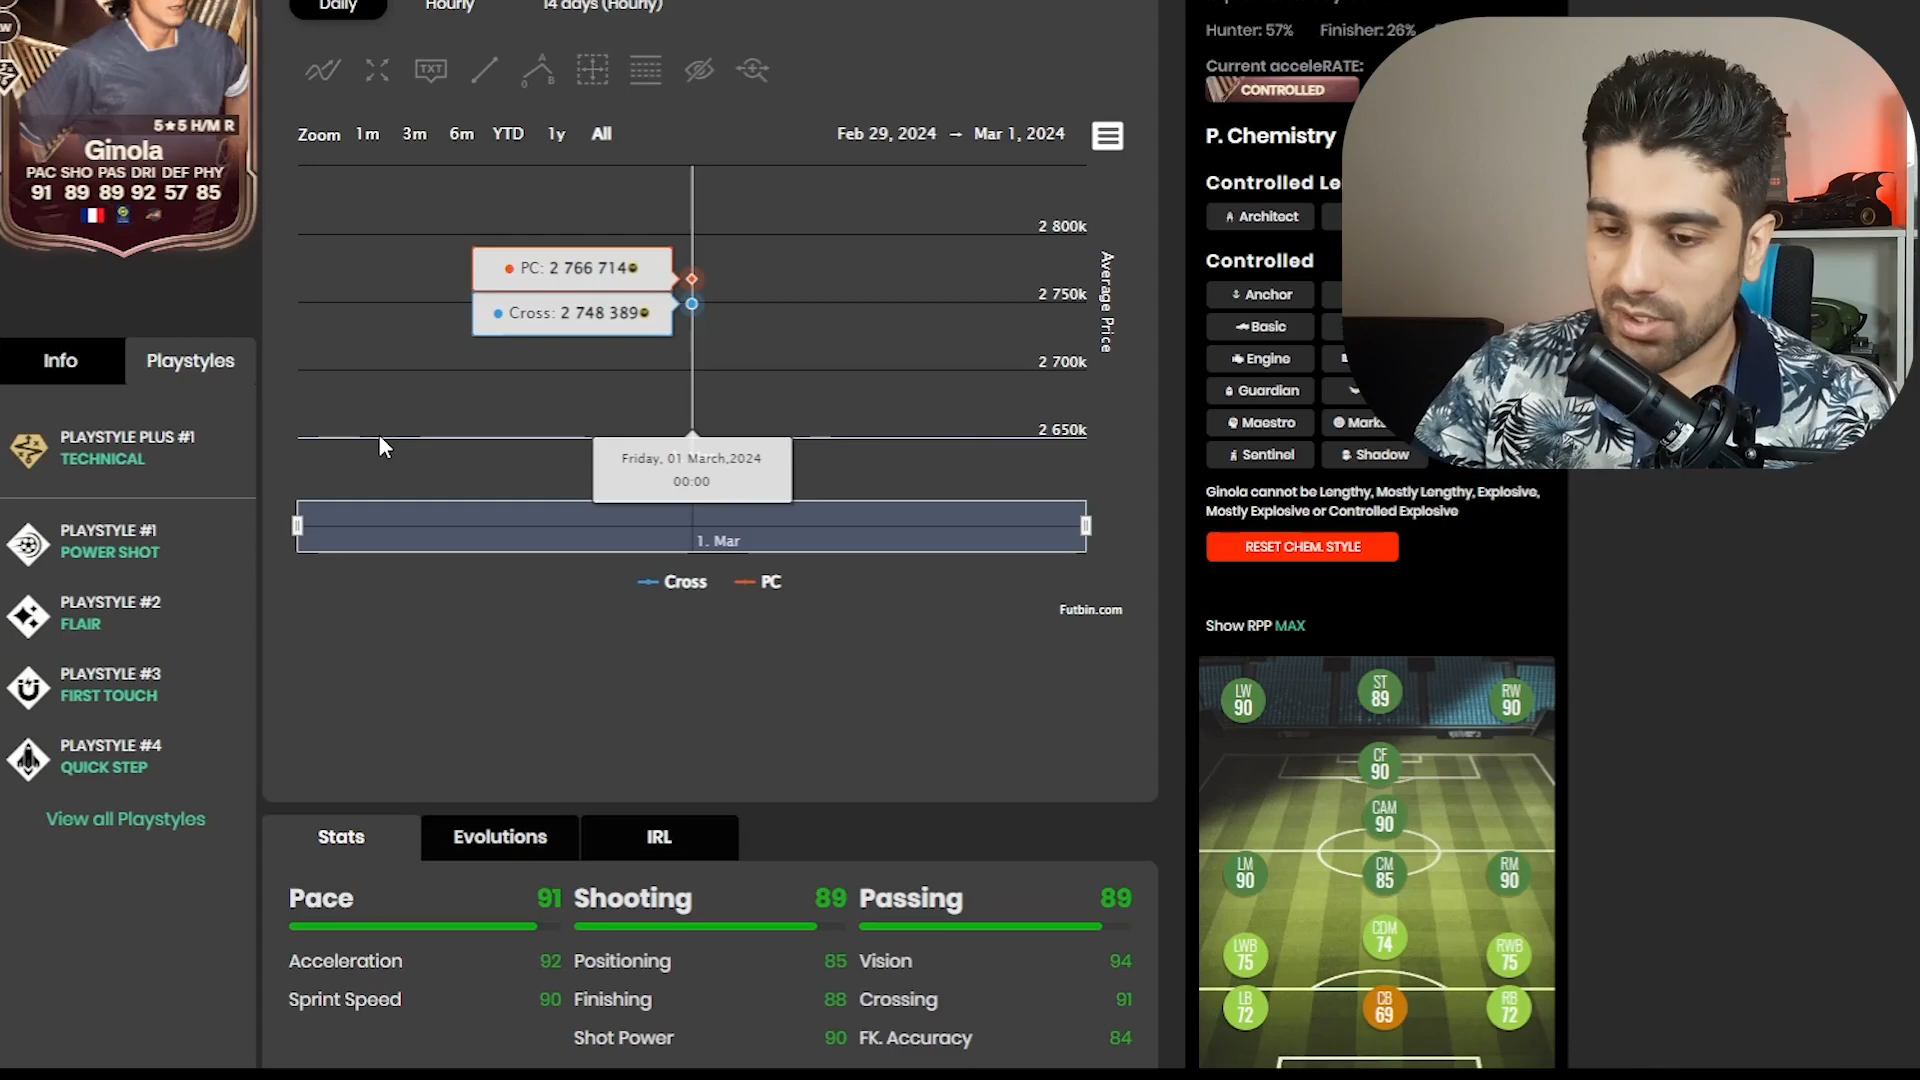 5★5 H/M R
Ginola
PAC SHO PAS DRI DEF PHY
91 89 89 92 57 85
Info
Playstyles
PLAYSTYLE PLUS #1
TECHNICAL
PLAYSTYLE #1
POWER SHOT
PLAYSTYLE #2
FLAIR
PLAYSTYLE #3
FIRST TOUCH
PLAYSTYLE #4
QUICK STEP
View all Playstyles
Daily Hourly 14 days (Hourly)
TXT
Zoom 1m 3m 6m YTD 1y All
Feb 29, 2024 → Mar 1, 2024
2 800k
2 750k
2 700k
2 650k
Average Price
PC: 2 766 714
Cross: 2 748 389
Friday, 01 March,2024
00:00
1. Mar
Cross PC
Futbin.com
Stats
Evolutions
IRL
Pace 91
Acceleration 92
Sprint Speed 90
Shooting 89
Positioning 85
Finishing 88
Shot Power 90
Passing 89
Vision 94
Crossing 91
FK. Accuracy 84
Hunter: 57% Finisher: 26%
Current acceleRATE:
CONTROLLED
P. Chemistry
Controlled Le
Architect
Controlled
Anchor
Basic
Engine
Guardian
Maestro
Marks
Sentinel
Shadow
Ginola cannot be Lengthy, Mostly Lengthy, Explosive,
Mostly Explosive or Controlled Explosive
RESET CHEM. STYLE
Show RPP MAX
LW
90
ST
89
RW
90
CF
90
CAM
90
LM
90
CM
85
RM
90
CDM
74
LWB
75
RWB
75
LB
72
CB
69
RB
72